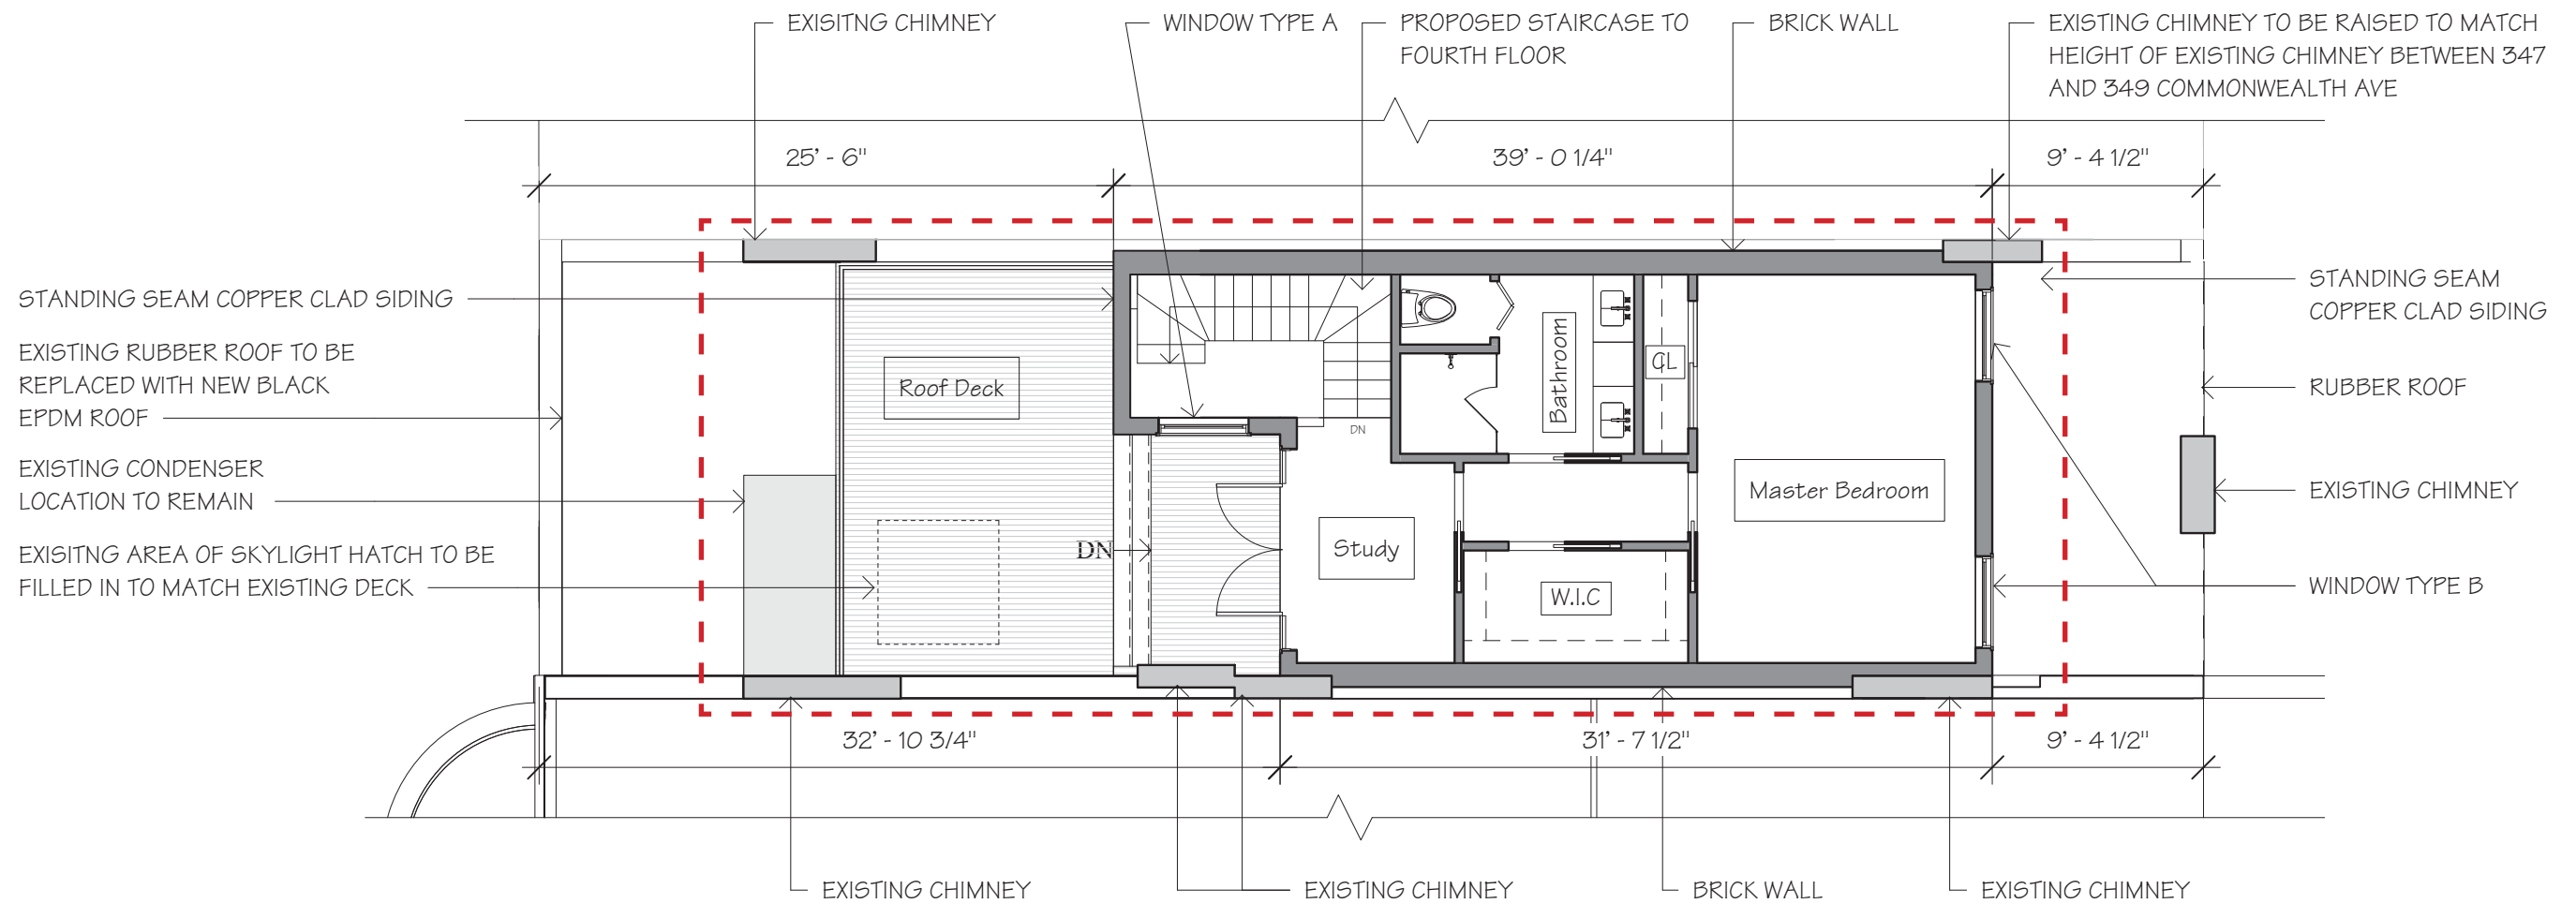 EXISITNG CHIMNEY
WINDOW TYPE A
PROPOSED STAIRCASE TO
FOURTH FLOOR
BRICK WALL
EXISTING CHIMNEY TO BE RAISED TO MATCH
HEIGHT OF EXISTING CHIMNEY BETWEEN 347
AND 349 COMMONWEALTH AVE
25' - 6"
39' - 0 1/4"
9' - 4 1/2"
STANDING SEAM COPPER CLAD SIDING
EXISTING RUBBER ROOF TO BE
REPLACED WITH NEW BLACK
EPDM ROOF
EXISTING CONDENSER
LOCATION TO REMAIN
EXISITNG AREA OF SKYLIGHT HATCH TO BE
FILLED IN TO MATCH EXISTING DECK
Roof Deck
DN
DN
Bathroom
CL
Study
W.I.C
Master Bedroom
STANDING SEAM
COPPER CLAD SIDING
RUBBER ROOF
EXISTING CHIMNEY
WINDOW TYPE B
32' - 10 3/4"
31' - 7 1/2"
9' - 4 1/2"
EXISTING CHIMNEY
EXISTING CHIMNEY
BRICK WALL
EXISTING CHIMNEY